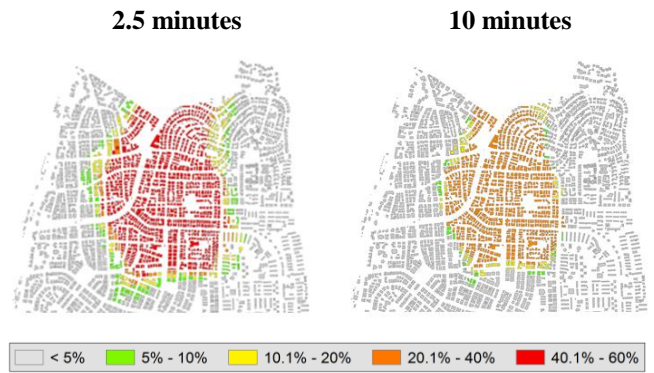 2.5 minutes 10 minutes
< 5% 5% - 10% 10.1% - 20% 20.1% - 40% 40.1% - 60%